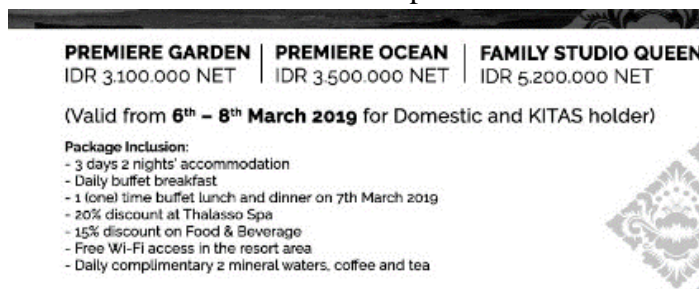 PREMIERE GARDEN | PREMIERE OCEAN | FAMILY STUDIO QUEEN
IDR 3.100.000 NET | IDR 3.500.000 NET | IDR 5.200.000 NET
(Valid from 6th – 8th March 2019 for Domestic and KITAS holder)
Package Inclusion:
- 3 days 2 nights' accommodation
- Daily buffet breakfast
- 1 (one) time buffet lunch and dinner on 7th March 2019
- 20% discount at Thalasso Spa
- 15% discount on Food & Beverage
- Free Wi-Fi access in the resort area
- Daily complimentary 2 mineral waters, coffee and tea